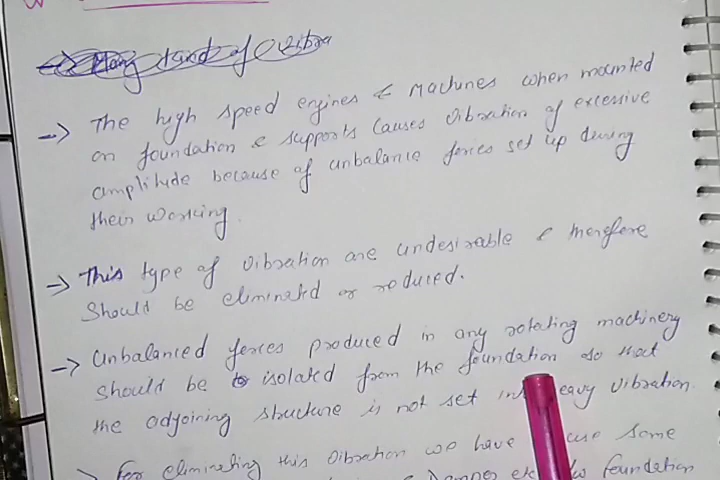 -> The high speed engines & Machines when mounted
on foundation & supports causes vibration of excessive
amplitude because of unbalance forces set up during
their working.
-> This type of vibration are undesirable & therefore
should be eliminated or reduced.
-> Unbalanced forces produced in any rotating machinery
should be isolated from the foundation so that
the adjoining structure is not set vibration.
For eliminating this vibration we have some
Damper foundation